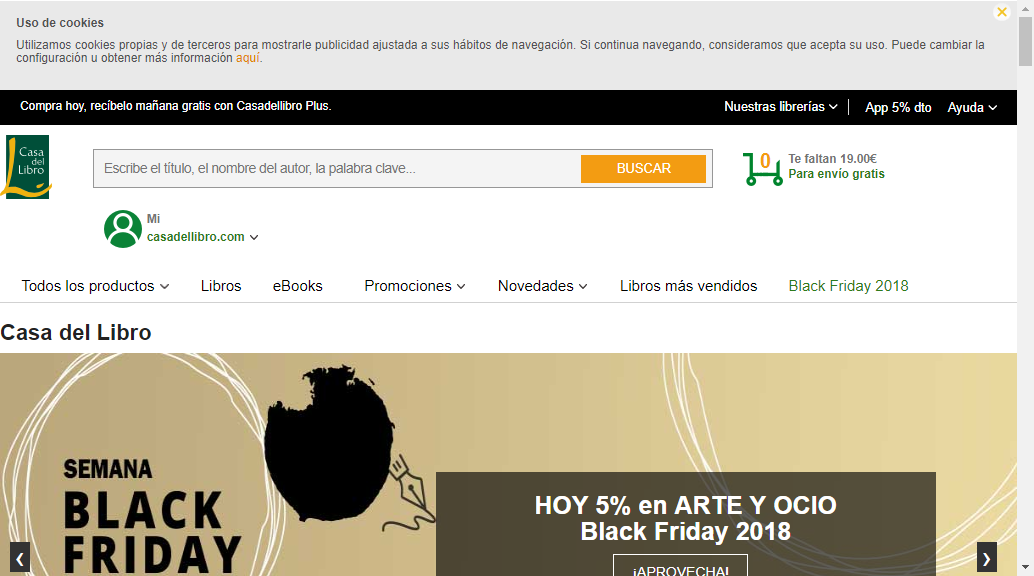 Uso de cookies
Utilizamos cookies propias y de terceros para mostrarle publicidad ajustada a sus hábitos de navegación. Si continua navegando, consideramos que acepta su uso. Puede cambiar la
configuración u obtener más información aquí.
Compra hoy, recíbelo mañana gratis con Casadellibro Plus.
Nuestras librerías
App 5% dto
Ayuda
Casa
del
Libro
Escribe el título, el nombre del autor, la palabra clave...
BUSCAR
0
Te faltan 19.00€
Para envío gratis
Mi
casadellibro.com
Todos los productos
Libros
eBooks
Promociones
Novedades
Libros más vendidos
Black Friday 2018
Casa del Libro
SEMANA
BLACK
FRIDAY
HOY 5% en ARTE Y OCIO
Black Friday 2018
¡APROVECHA!